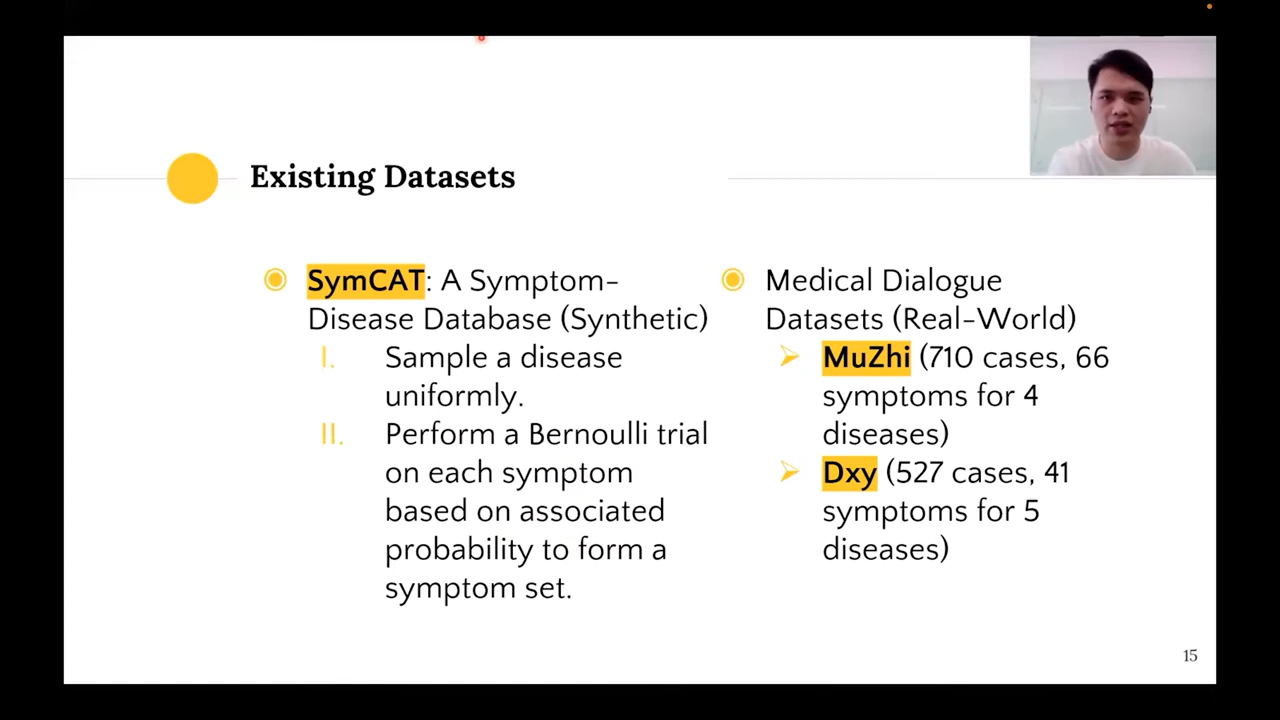 Existing Datasets
SymCAT: A Symptom-
Disease Database (Synthetic)
I. Sample a disease
uniformly.
II. Perform a Bernoulli trial
on each symptom
based on associated
probability to form a
symptom set.
Medical Dialogue
Datasets (Real-World)
MuZhi (710 cases, 66
symptoms for 4
diseases)
Dxy (527 cases, 41
symptoms for 5
diseases)
15